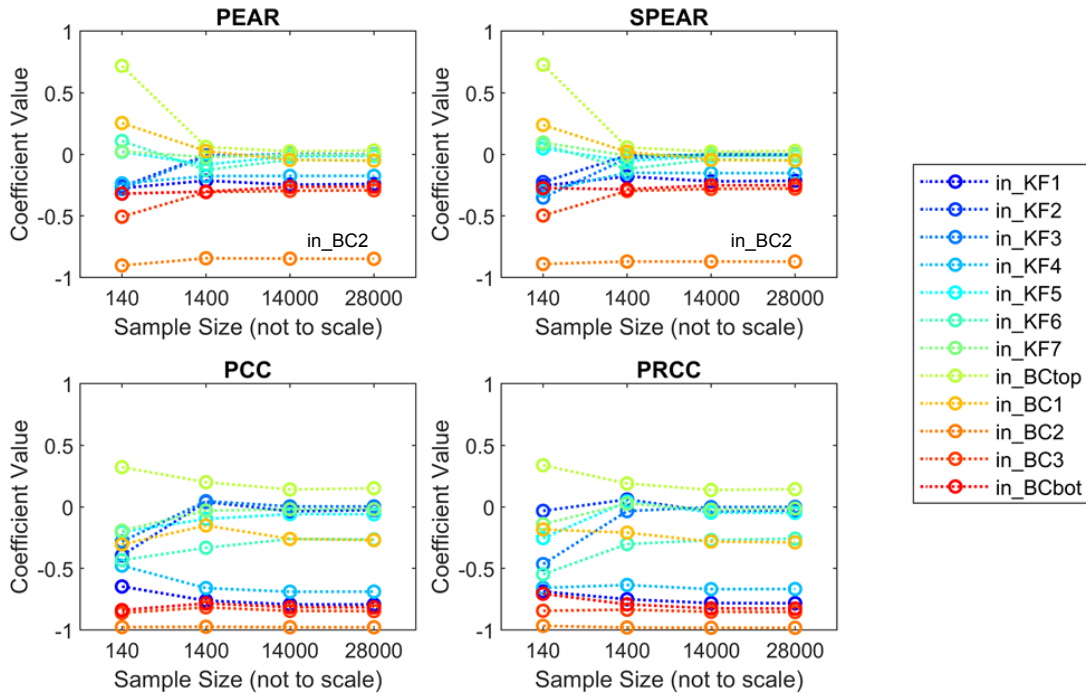 PEAR
1
0.5
0
-0.5
-1
Coefficient Value
in_BC2
140 1400 14000 28000
Sample Size (not to scale)
SPEAR
1
0.5
0
-0.5
-1
Coefficient Value
in_BC2
140 1400 14000 28000
Sample Size (not to scale)
PCC
1
0.5
0
-0.5
-1
Coefficient Value
140 1400 14000 28000
Sample Size (not to scale)
PRCC
1
0.5
0
-0.5
-1
Coefficient Value
140 1400 14000 28000
Sample Size (not to scale)
in_KF1
in_KF2
in_KF3
in_KF4
in_KF5
in_KF6
in_KF7
in_BCtop
in_BC1
in_BC2
in_BC3
in_BCbot